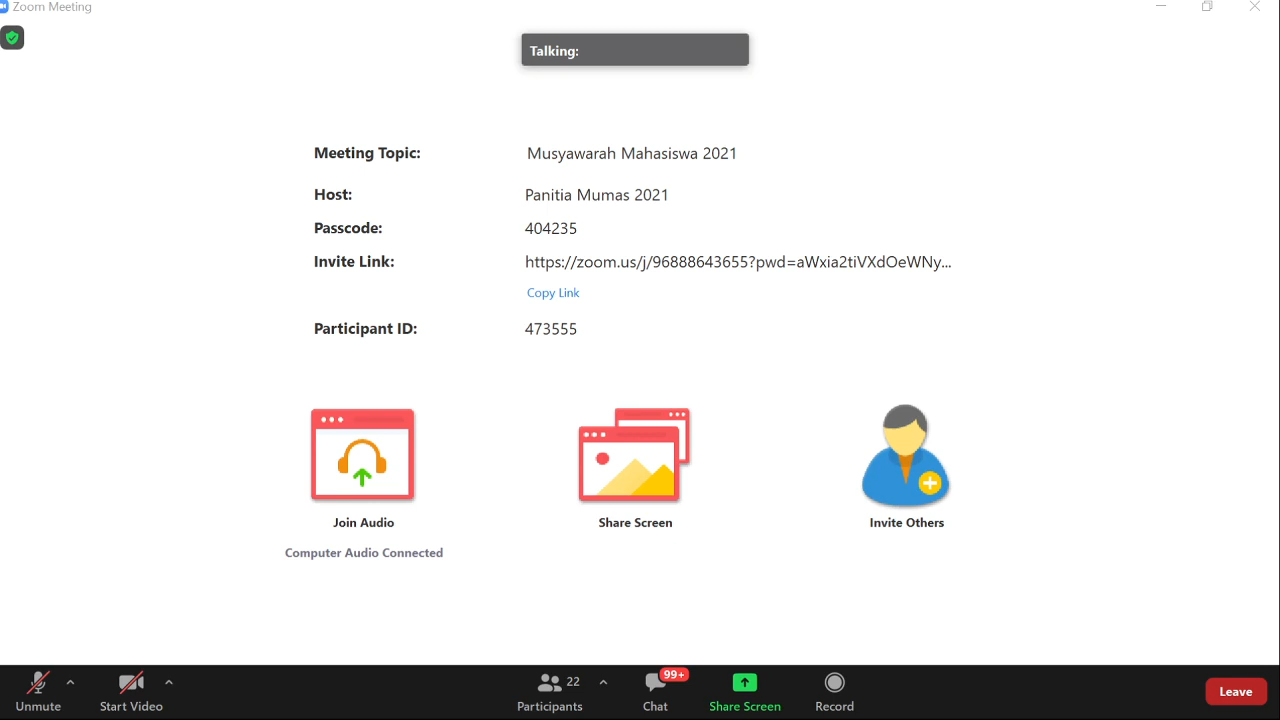 Zoom Meeting
Talking:
Meeting Topic: Musyawarah Mahasiswa 2021
Host: Panitia Mumas 2021
Passcode: 404235
Invite Link: https://zoom.us/j/96888643655?pwd=aWxia2tiVXdOeWNy...
Copy Link
Participant ID: 473555
Join Audio Share Screen Invite Others
Computer Audio Connected
22 99+
Unmute Start Video Participants Chat Share Screen Record Leave